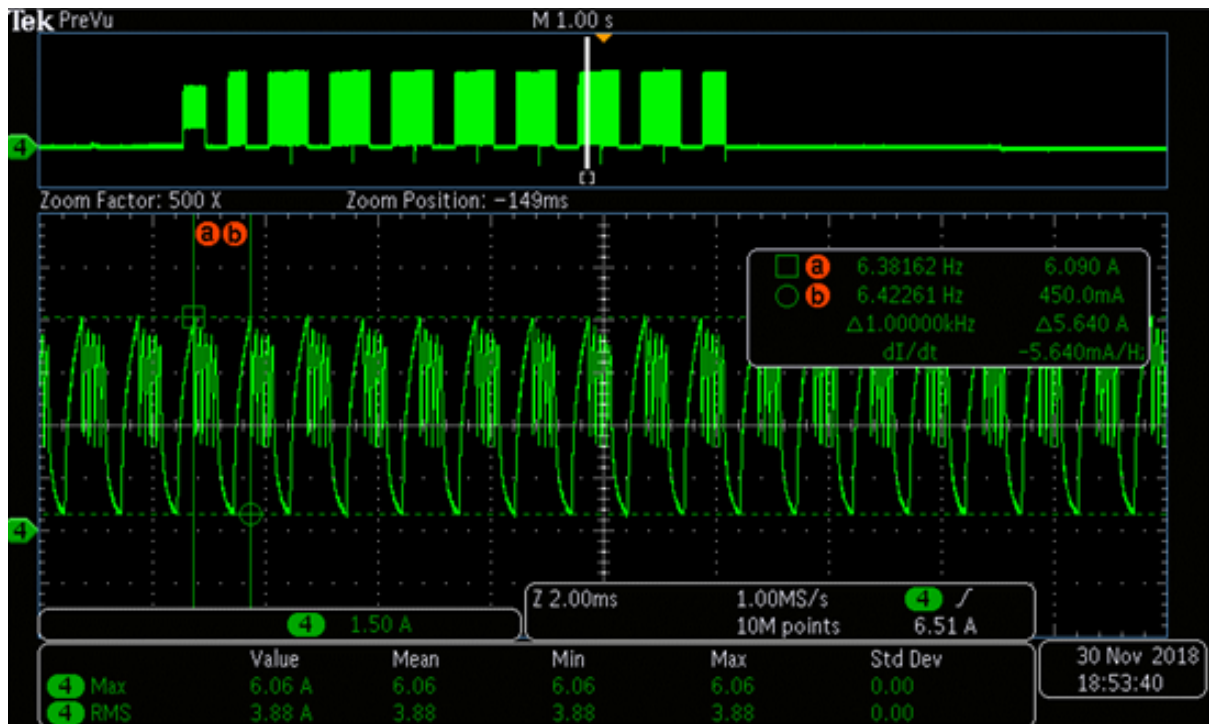 Tek PreVu M 1.00 s
4
Zoom Factor: 500 X Zoom Position: −149ms
a b
a 6.38162 Hz 6.090 A
b 6.42261 Hz 450.0mA
Δ1.00000kHz Δ5.640 A
dI/dt −5.640mA/Hz
4
4 1.50 A
Z 2.00ms 1.00MS/s 4
10M points 6.51 A
Value Mean Min Max Std Dev
4 Max 6.06 A 6.06 6.06 6.06 0.00
4 RMS 3.88 A 3.88 3.88 3.88 0.00
30 Nov 2018
18:53:40